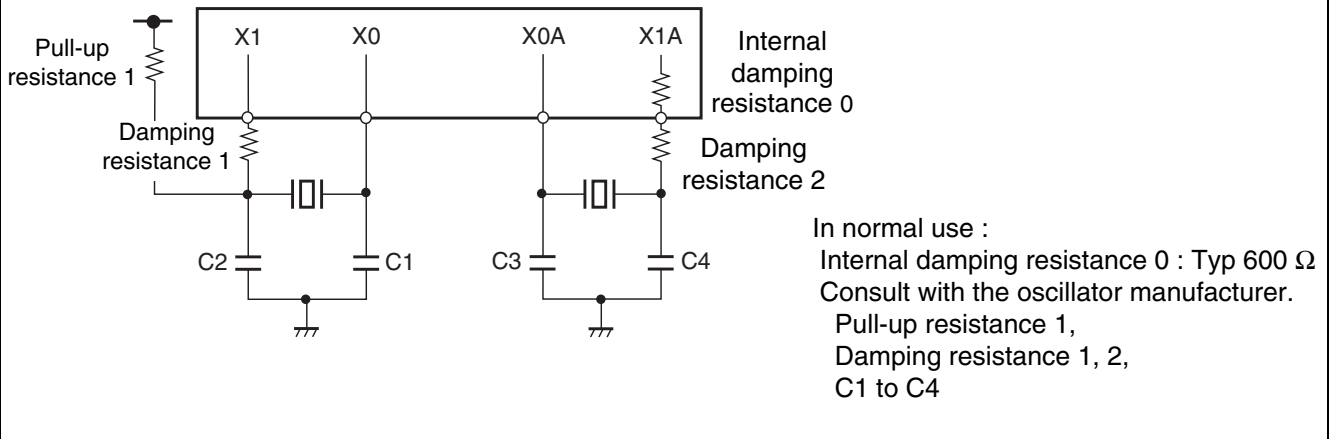 X1
X0
X0A
X1A
Pull-up
resistance 1
Internal
damping
resistance 0
Damping
resistance 1
Damping
resistance 2
C2
C1
C3
C4
In normal use :
Internal damping resistance 0 : Typ 600 Ω
Consult with the oscillator manufacturer.
Pull-up resistance 1,
Damping resistance 1, 2,
C1 to C4